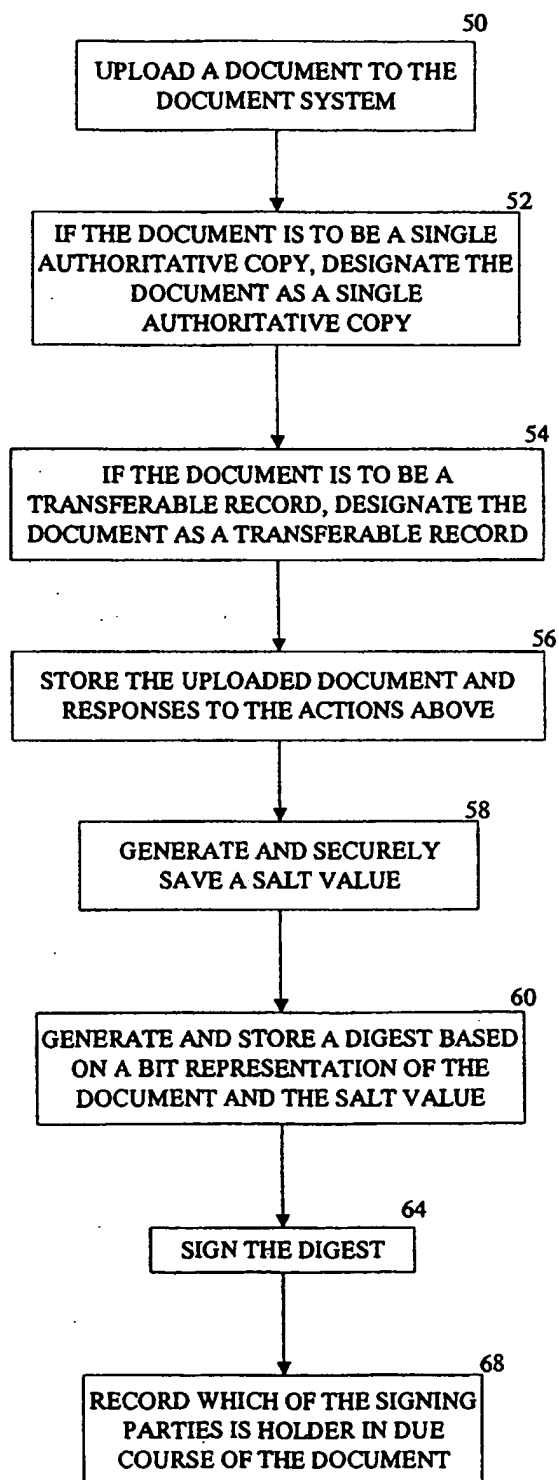 50
UPLOAD A DOCUMENT TO THE
DOCUMENT SYSTEM
52
IF THE DOCUMENT IS TO BE A SINGLE
AUTHORITATIVE COPY, DESIGNATE THE
DOCUMENT AS A SINGLE
AUTHORITATIVE COPY
54
IF THE DOCUMENT IS TO BE A
TRANSFERABLE RECORD, DESIGNATE THE
DOCUMENT AS A TRANSFERABLE RECORD
56
STORE THE UPLOADED DOCUMENT AND
RESPONSES TO THE ACTIONS ABOVE
58
GENERATE AND SECURELY
SAVE A SALT VALUE
60
GENERATE AND STORE A DIGEST BASED
ON A BIT REPRESENTATION OF THE
DOCUMENT AND THE SALT VALUE
64
SIGN THE DIGEST
68
RECORD WHICH OF THE SIGNING
PARTIES IS HOLDER IN DUE
COURSE OF THE DOCUMENT